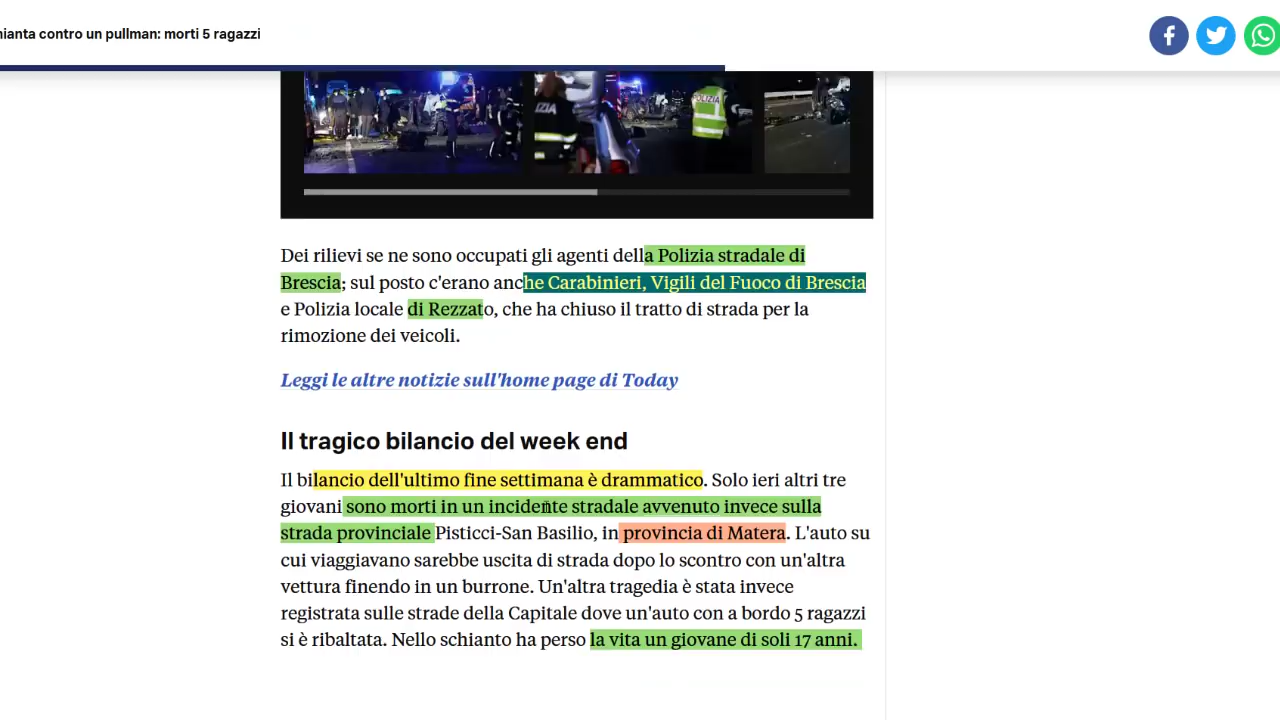 hianta contro un pullman: morti 5 ragazzi
POLIZIA
Dei rilievi se ne sono occupati gli agenti della Polizia stradale di
Brescia; sul posto c'erano anche Carabinieri, Vigili del Fuoco di Brescia
e Polizia locale di Rezzato, che ha chiuso il tratto di strada per la
rimozione dei veicoli.
Leggi le altre notizie sull'home page di Today
Il tragico bilancio del week end
Il bilancio dell'ultimo fine settimana è drammatico. Solo ieri altri tre
giovani sono morti in un incidente stradale avvenuto invece sulla
strada provinciale Pisticci-San Basilio, in provincia di Matera. L'auto su
cui viaggiavano sarebbe uscita di strada dopo lo scontro con un'altra
vettura finendo in un burrone. Un'altra tragedia è stata invece
registrata sulle strade della Capitale dove un'auto con a bordo 5 ragazzi
si è ribaltata. Nello schianto ha perso la vita un giovane di soli 17 anni.